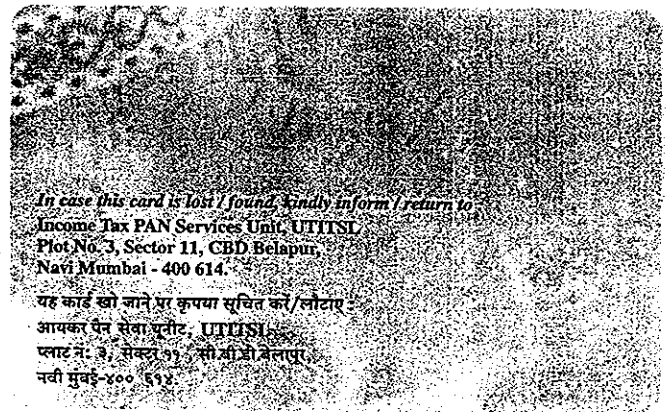 In case this card is lost / found, kindly inform / return to
Income Tax PAN Services Unit, UTITSL
Plot No. 3, Sector 11, CBD Belapur,
Navi Mumbai - 400 614.
यह कार्ड खो जाने पर कृपया सूचित करें/लौटाए
आयकर पैन सेवा यूनीट, UTITSL
प्लाट नं: ३, सेक्टर ११, सी.बी.डी.बेलापुर,
नवी मुंबई-४०० ६१४.